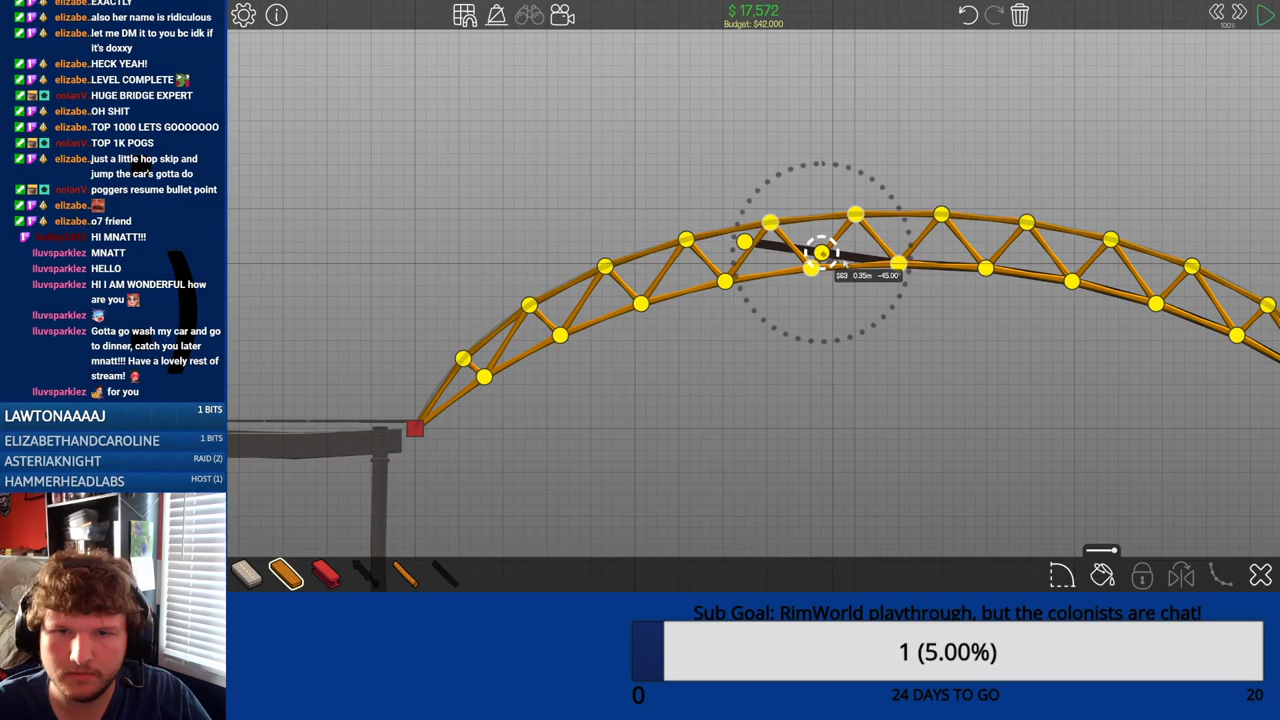 elizabe..EXACTLY
also her name is ridiculous
elizabe..let me DM it to you bc idk if
it's doxxy
elizabe..HECK YEAH!
elizabe..LEVEL COMPLETE
nolanV.HUGE BRIDGE EXPERT
elizabe..OH SHIT
elizabe..TOP 1000 LETS GOOOOOOO
nolanV.TOP 1K POGS
elizabe..just a little hop skip and
jump the car's gotta do
nolanV.poggers resume bullet point
elizabe..
elizabe..o7 friend
HI MNATT!!!
lluvsparklez MNATT
lluvsparklez HELLO
lluvsparklez HI I AM WONDERFUL how
are you
lluvsparklez
lluvsparklez Gotta go wash my car and go
to dinner, catch you later
mnatt!!! Have a lovely rest of
stream!
lluvsparklez for you
LAWTONAAAAJ 1 BITS
ELIZABETHANDCAROLINE 1 BITS
ASTERIAKNIGHT RAID (2)
HAMMERHEADLABS HOST (1)
$ 17,572
Budget: $42,000
100%
$63 0.35m -45.00°
Sub Goal: RimWorld playthrough, but the colonists are chat!
1 (5.00%)
0 24 DAYS TO GO 20